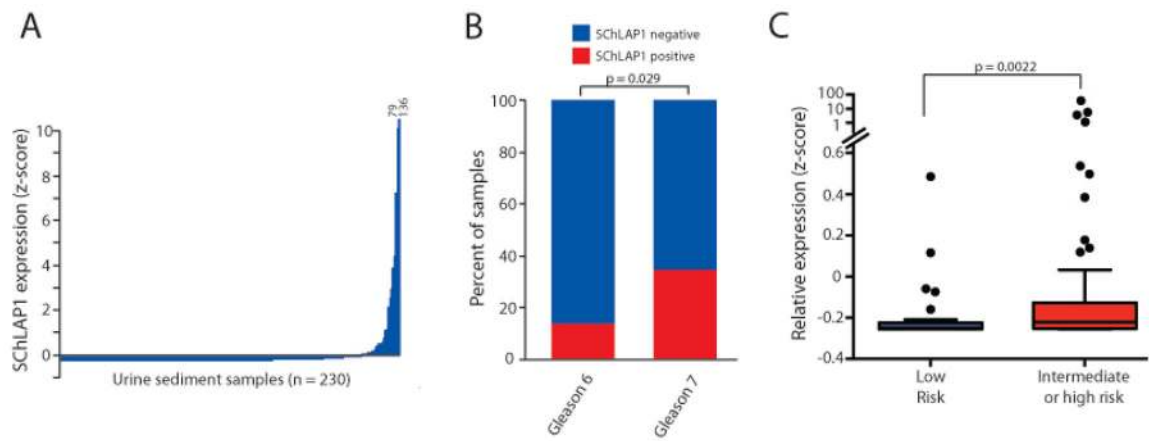 A
SChLAP1 expression (z-score)
10
8
6
4
2
0
79
136
Urine sediment samples (n = 230)
B
SChLAP1 negative
SChLAP1 positive
p = 0.029
Percent of samples
100
80
60
40
20
0
Gleason 6
Gleason 7
C
p = 0.0022
Relative expression (z-score)
100
10
1
0.6
0.4
0.2
0
-0.2
-0.4
Low
Risk
Intermediate
or high risk